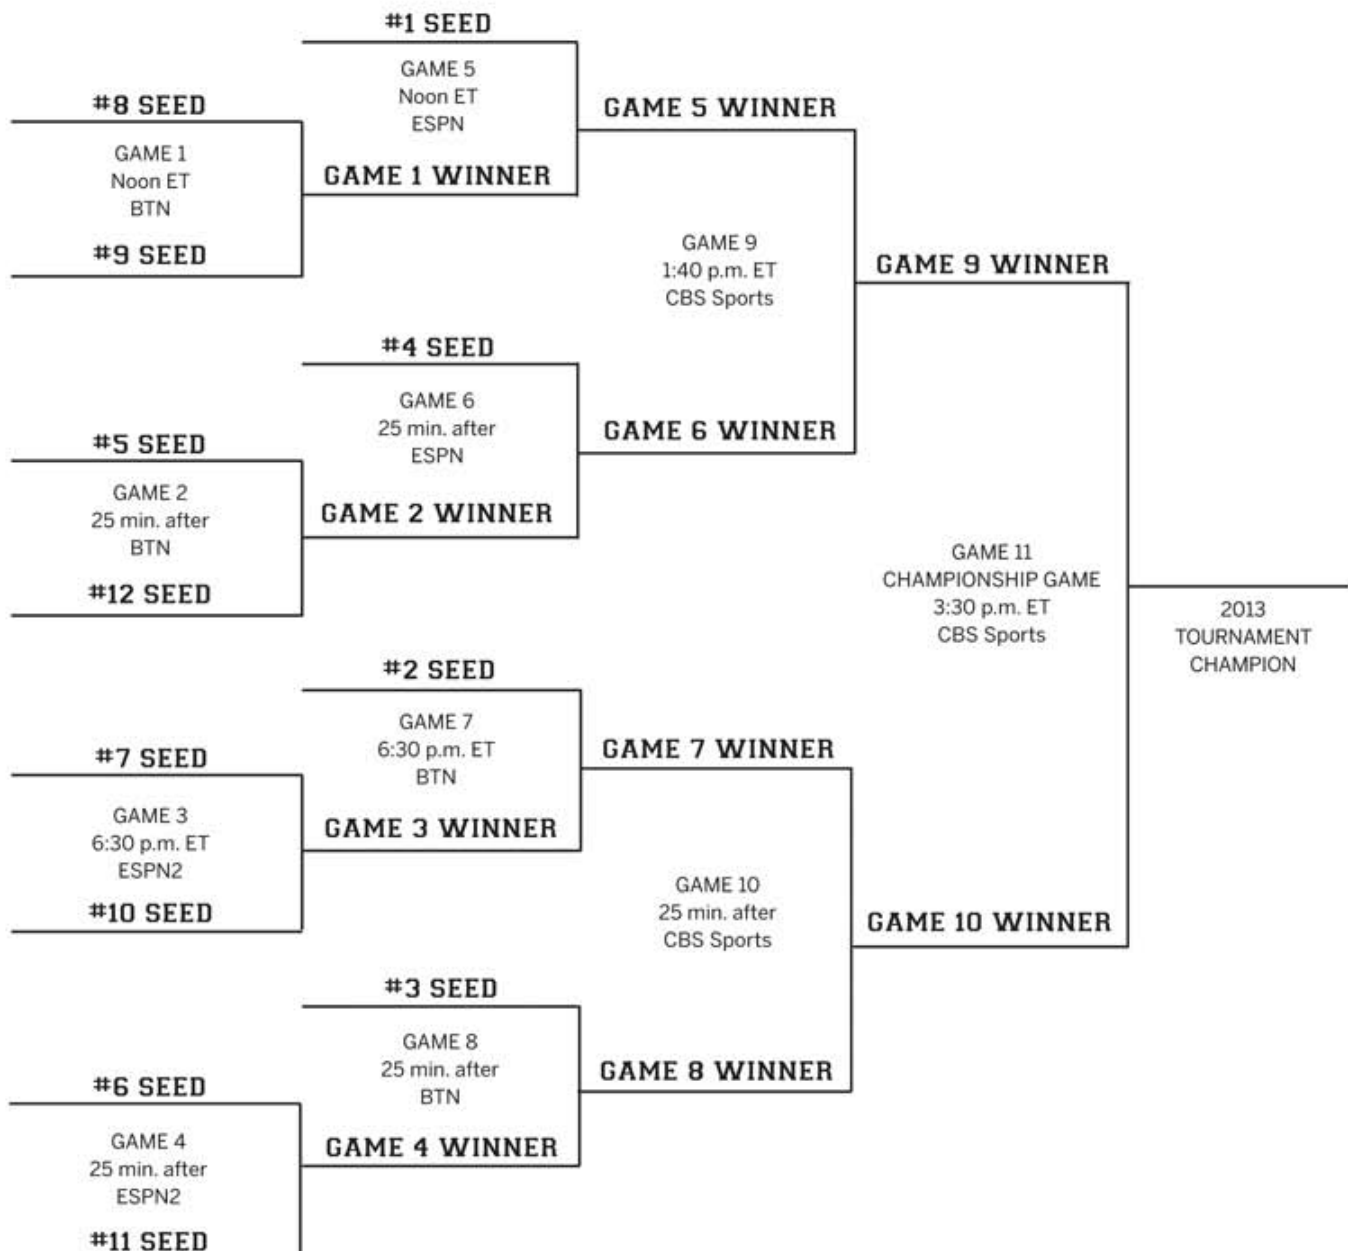 #1 SEED
GAME 5
Noon ET
ESPN
GAME 1 WINNER
#8 SEED
GAME 1
Noon ET
BTN
#9 SEED
GAME 5 WINNER
GAME 9
1:40 p.m. ET
CBS Sports
GAME 9 WINNER
#4 SEED
GAME 6
25 min. after
ESPN
GAME 6 WINNER
#5 SEED
GAME 2
25 min. after
BTN
GAME 2 WINNER
#12 SEED
GAME 11
CHAMPIONSHIP GAME
3:30 p.m. ET
CBS Sports
2013
TOURNAMENT
CHAMPION
#2 SEED
GAME 7
6:30 p.m. ET
BTN
GAME 7 WINNER
#7 SEED
GAME 3
6:30 p.m. ET
ESPN2
GAME 3 WINNER
#10 SEED
GAME 10
25 min. after
CBS Sports
GAME 10 WINNER
#3 SEED
GAME 8
25 min. after
BTN
GAME 8 WINNER
#6 SEED
GAME 4
25 min. after
ESPN2
GAME 4 WINNER
#11 SEED